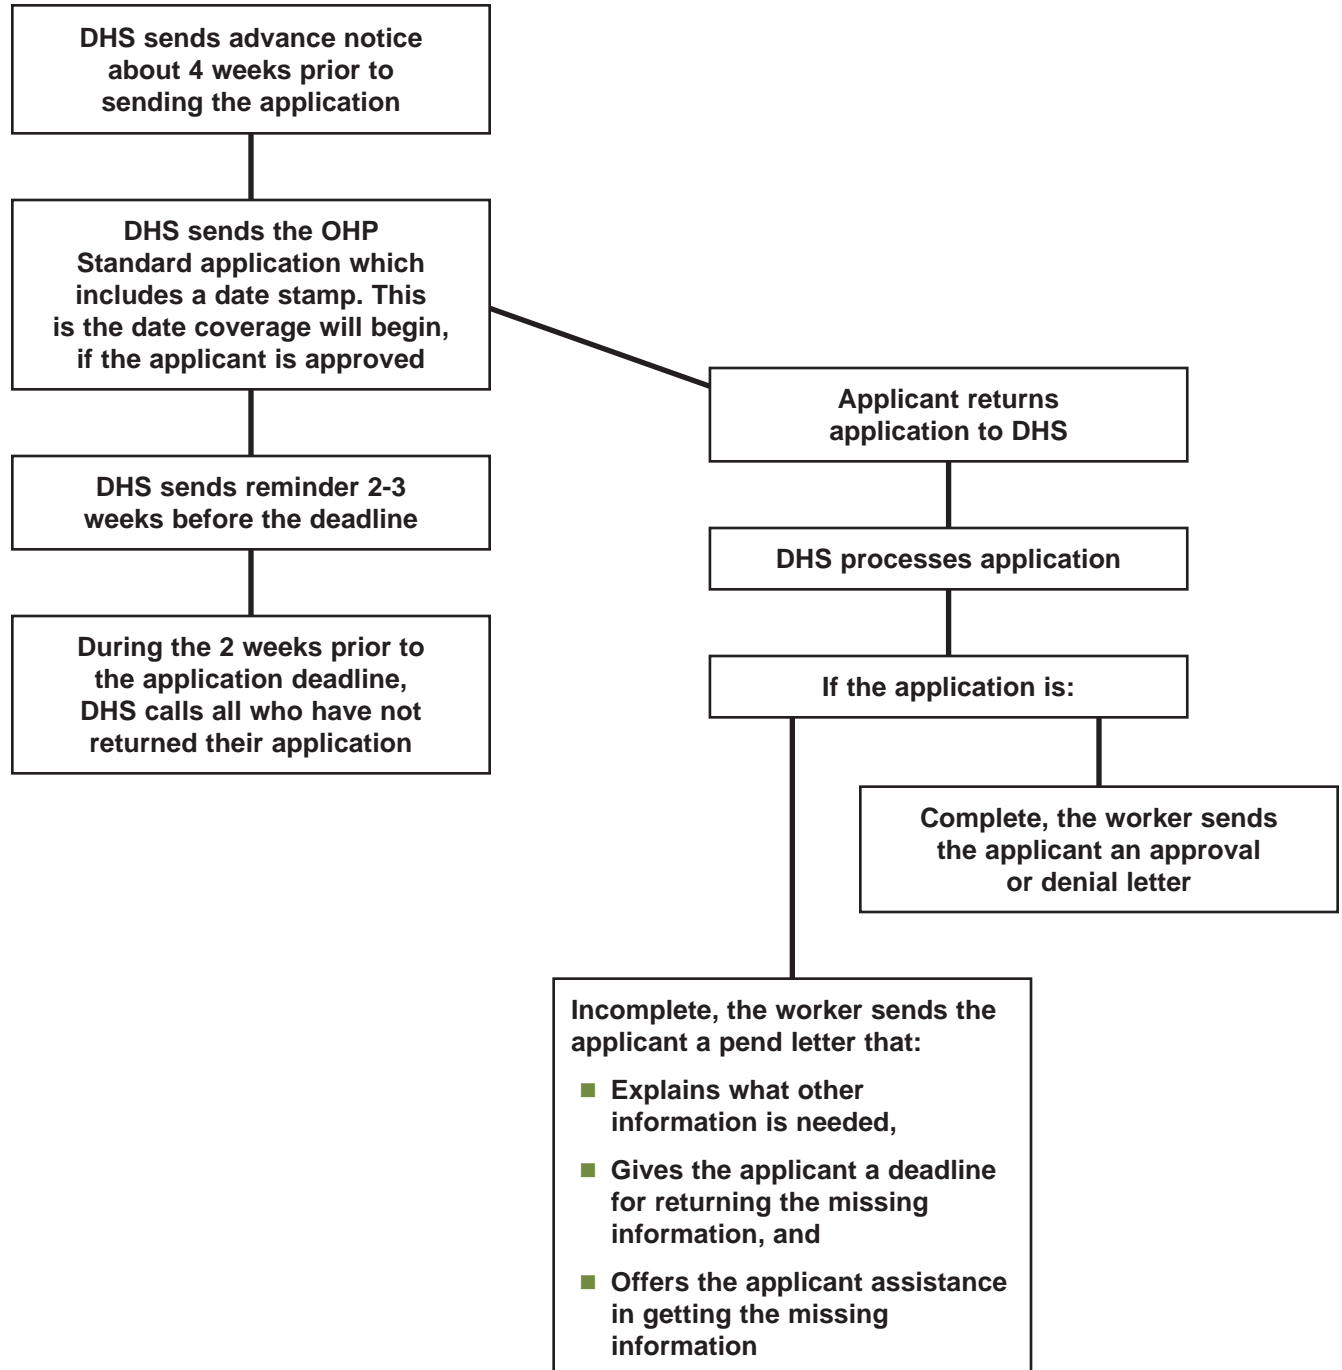 DHS sends advance notice
about 4 weeks prior to
sending the application
DHS sends the OHP
Standard application which
includes a date stamp. This
is the date coverage will begin,
if the applicant is approved
DHS sends reminder 2-3
weeks before the deadline
During the 2 weeks prior to
the application deadline,
DHS calls all who have not
returned their application
Applicant returns
application to DHS
DHS processes application
If the application is:
Complete, the worker sends
the applicant an approval
or denial letter
Incomplete, the worker sends the
applicant a pend letter that:
■ Explains what other
information is needed,
■ Gives the applicant a deadline
for returning the missing
information, and
■ Offers the applicant assistance
in getting the missing
information